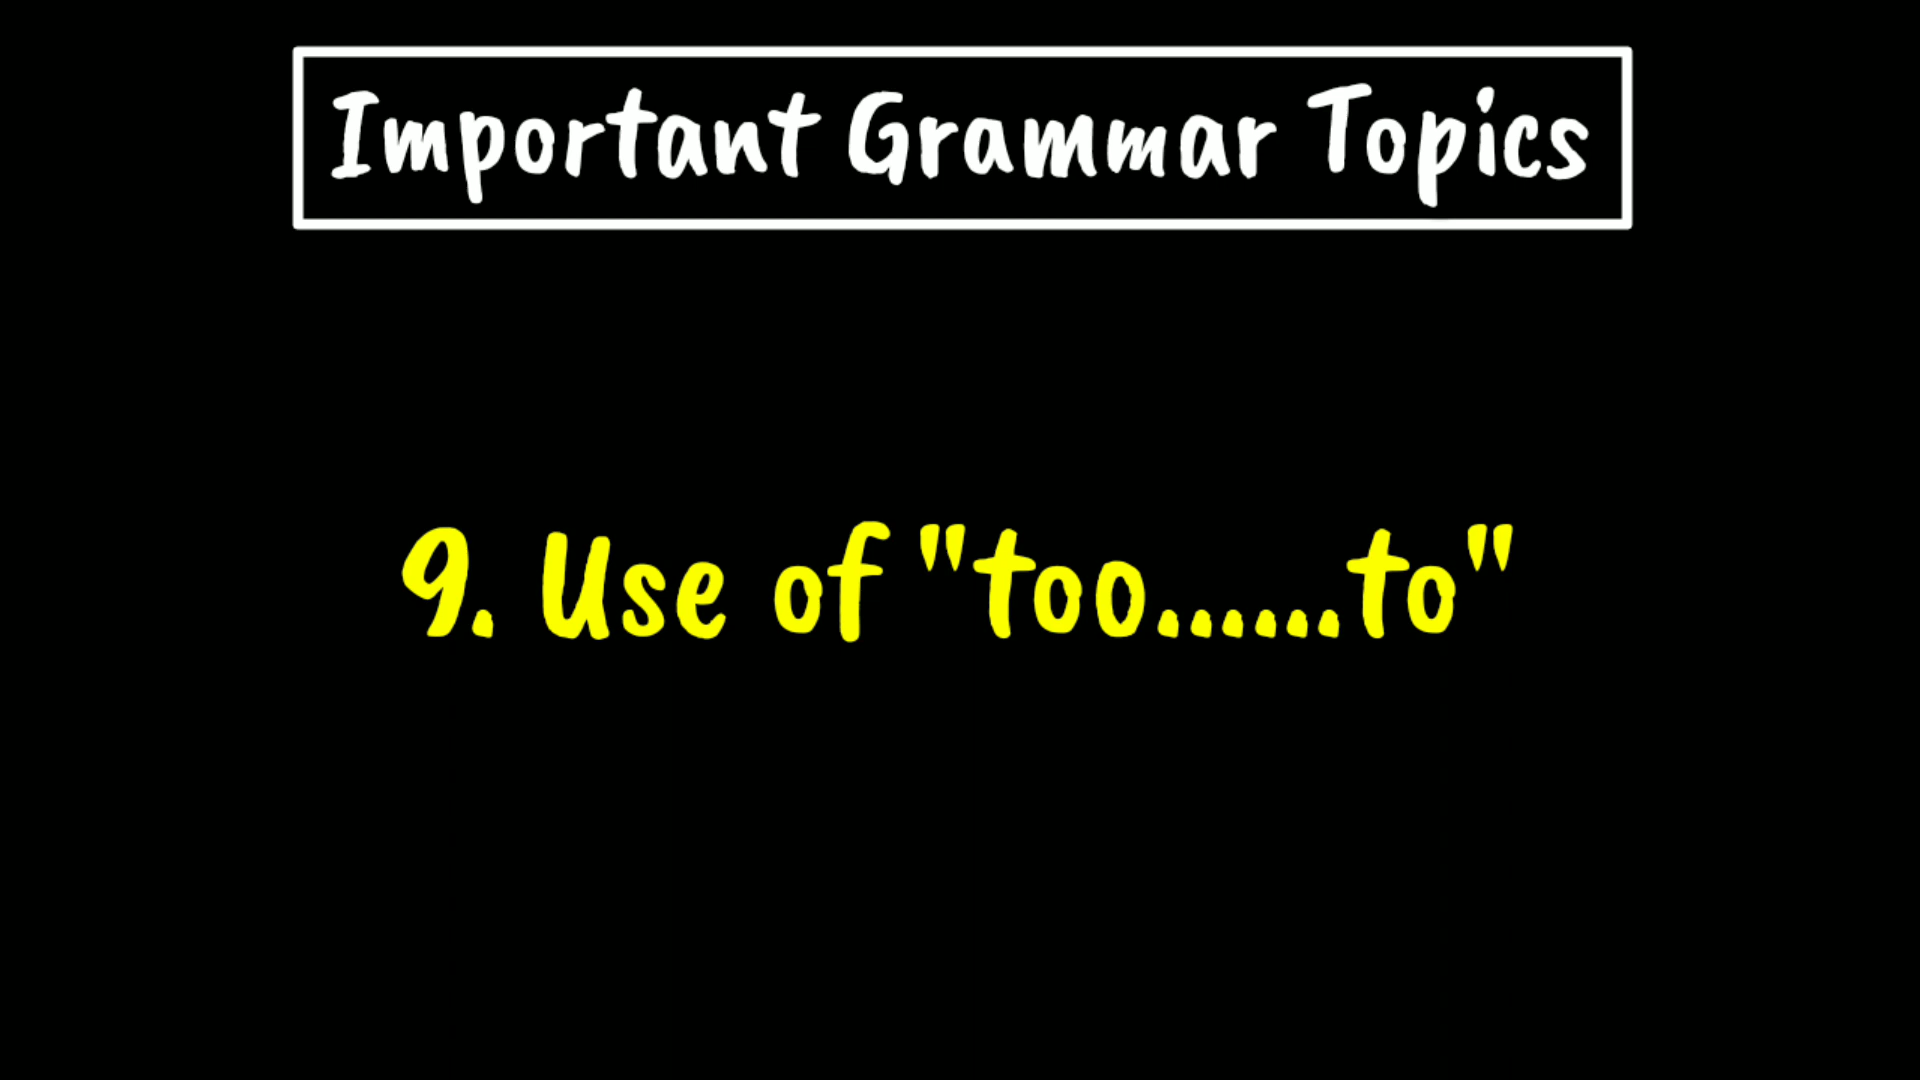 Important Grammar Topics
9. Use of "too......to"